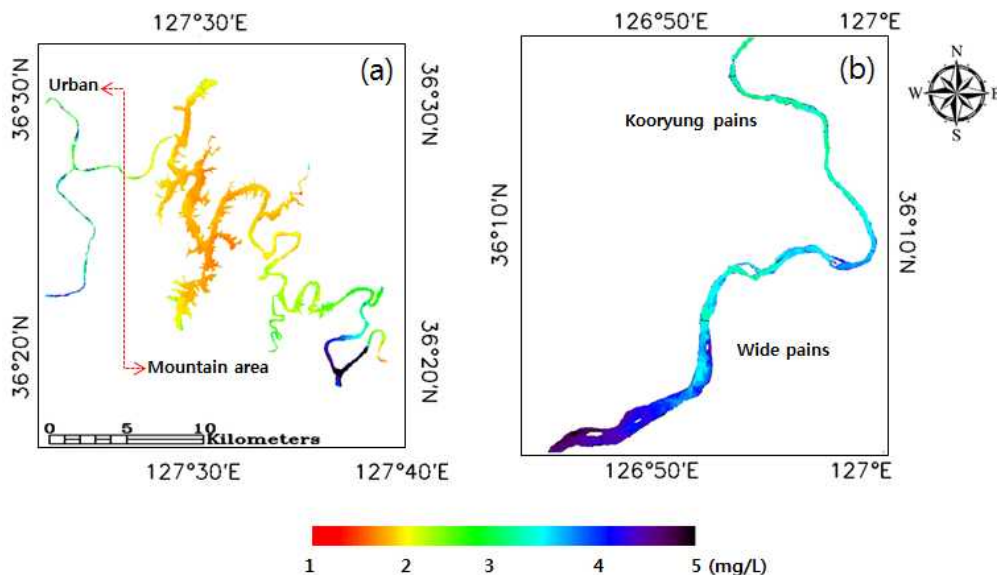 127°30'E
126°50'E
127°E
(a)
(b)
N
W
E
S
36°30'N
Urban
36°30'N
Kooryung pains
36°10'N
36°10'N
36°20'N
Mountain area
36°20'N
Wide pains
0 5 10
Kilometers
127°30'E
127°40'E
126°50'E
127°E
1 2 3 4 5 (mg/L)